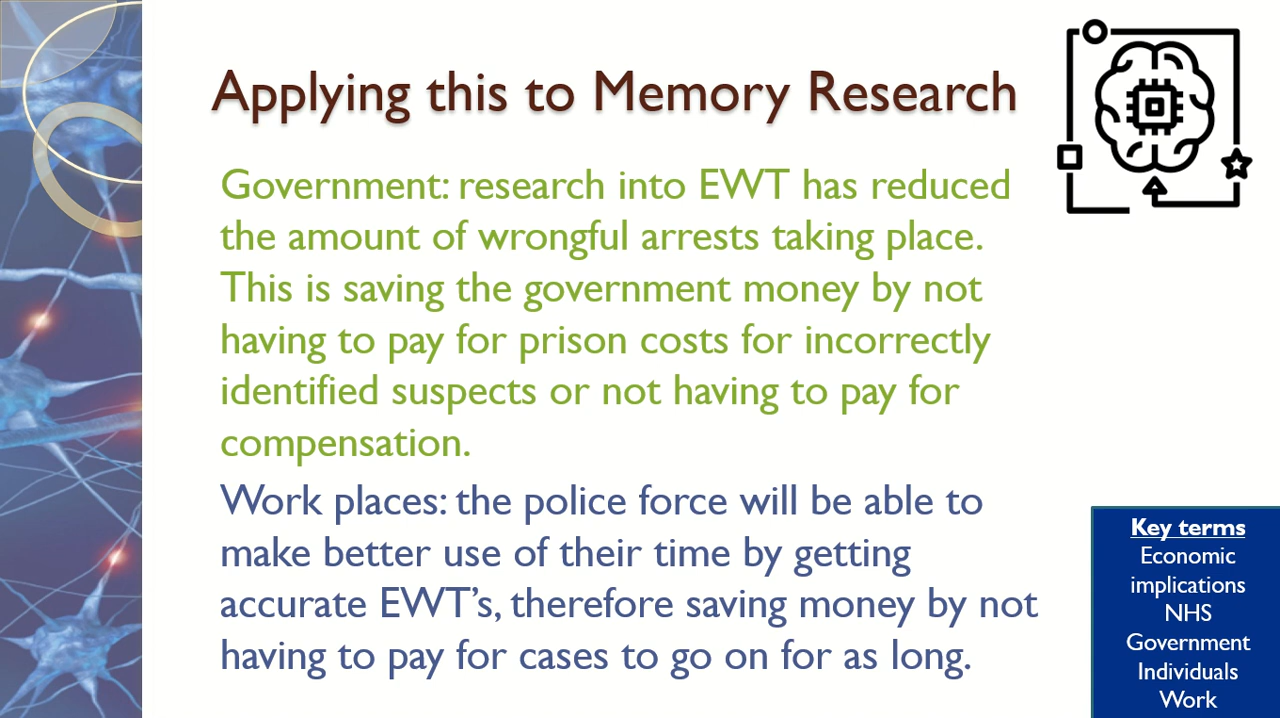 Applying this to Memory Research
Government: research into EWT has reduced
the amount of wrongful arrests taking place.
This is saving the government money by not
having to pay for prison costs for incorrectly
identified suspects or not having to pay for
compensation.
Work places: the police force will be able to
make better use of their time by getting
accurate EWT’s, therefore saving money by not
having to pay for cases to go on for as long.
Key terms
Economic
implications
NHS
Government
Individuals
Work